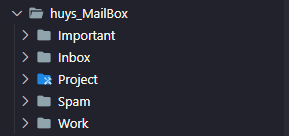 huys_MailBox
Important
Inbox
Project
Spam
Work